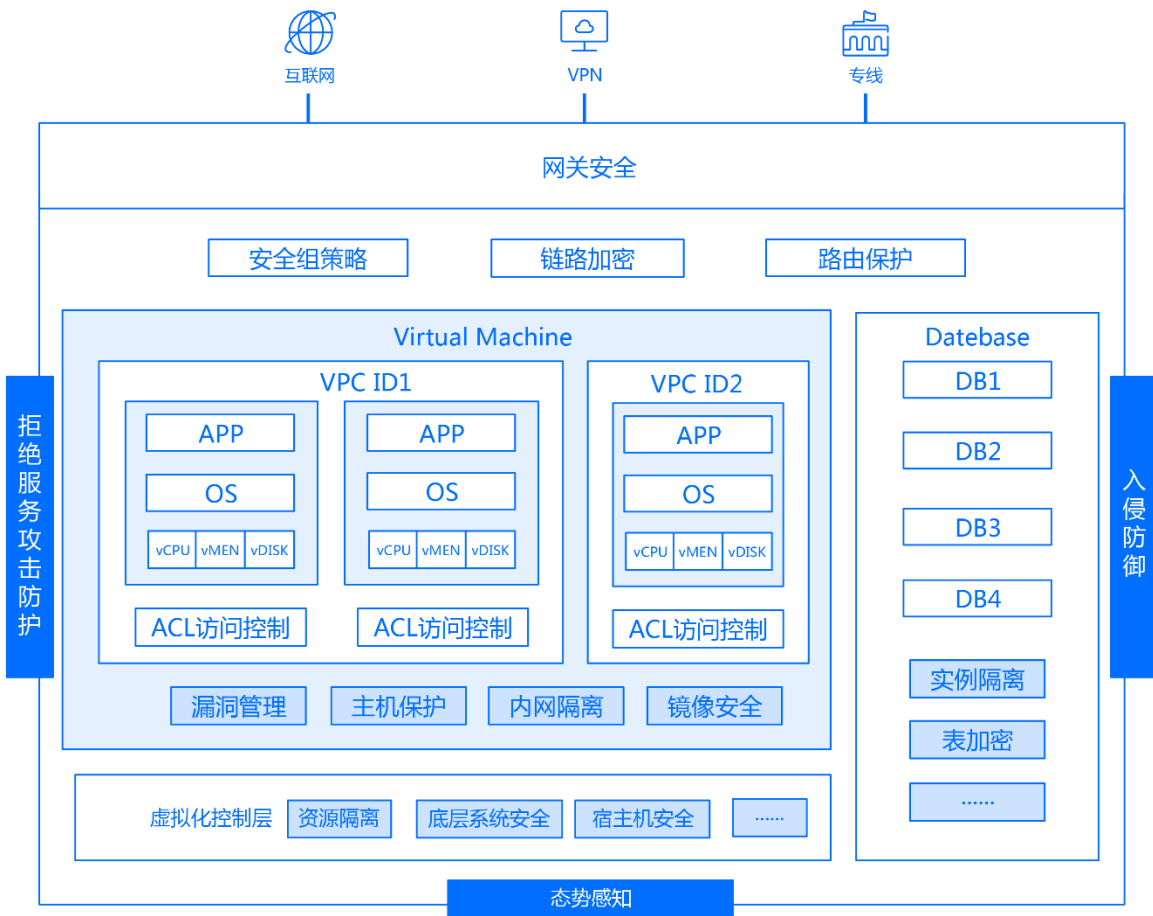 互联网
VPN
专线
网关安全
安全组策略
链路加密
路由保护
Virtual Machine
VPC ID1
APP
OS
vCPU vMEN vDISK
ACL访问控制
APP
OS
vCPU vMEN vDISK
ACL访问控制
VPC ID2
APP
OS
vCPU vMEN vDISK
ACL访问控制
漏洞管理
主机保护
内网隔离
镜像安全
Datebase
DB1
DB2
DB3
DB4
实例隔离
表加密
······
虚拟化控制层
资源隔离
底层系统安全
宿主机安全
······
拒绝服务攻击防护
入侵防御
态势感知